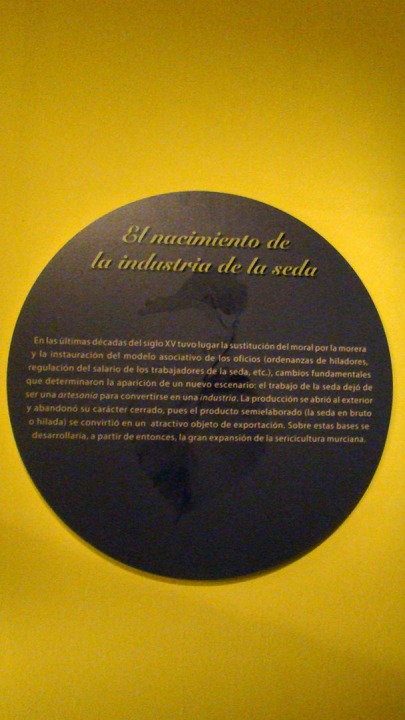 El nacimiento de
la industria de la seda
En las últimas décadas del siglo XV tuvo lugar la sustitución del moral por la morera
y la instauración del modelo asociativo de los oficios (ordenanzas de hiladores,
regulación del salario de los trabajadores de la seda, etc.), cambios fundamentales
que determinaron la aparición de un nuevo escenario: el trabajo de la seda dejó de
ser una artesanía para convertirse en una industria. La producción se abrió al exterior
y abandonó su carácter cerrado, pues el producto semielaborado (la seda en bruto
o hilada) se convirtió en un atractivo objeto de exportación. Sobre estas bases se
desarrollaría, a partir de entonces, la gran expansión de la sericicultura murciana.